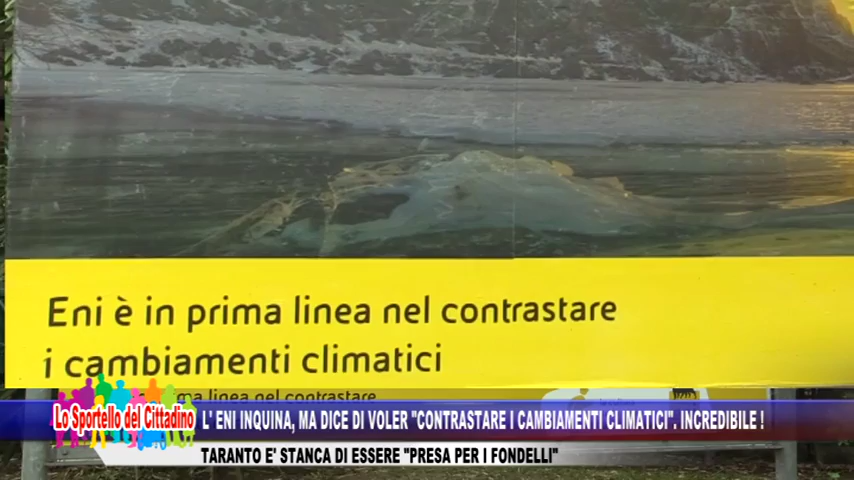 Eni è in prima linea nel contrastare
i cambiamenti climatici
ma linea nel contrastare
Lo Sportello del Cittadino
L' ENI INQUINA, MA DICE DI VOLER "CONTRASTARE I CAMBIAMENTI CLIMATICI". INCREDIBILE !
TARANTO E' STANCA DI ESSERE "PRESA PER I FONDELLI"